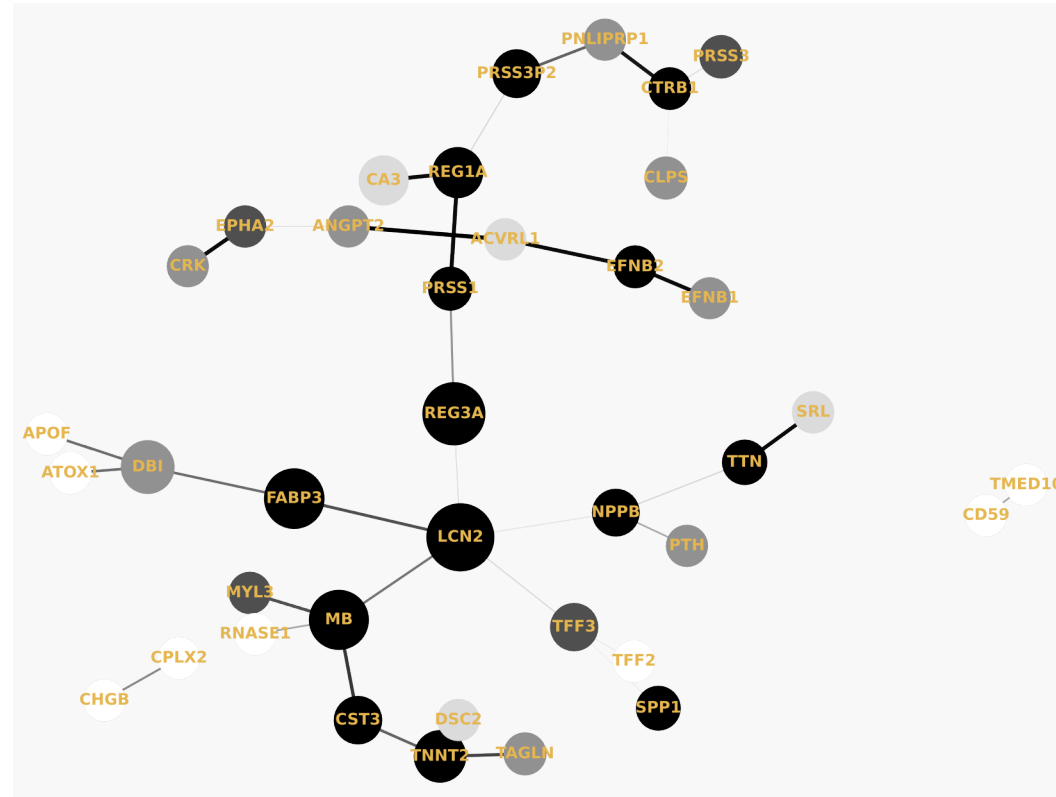 PNLIPRP1
PRSS3
PRSS3P2
CTRB1
REG1A
CA3
CLPS
EPHA2
ANGPT2
ACVRL1
CRK
EFNB2
PRSS1
EFNB1
SRL
REG3A
APOF
TTN
DBI
ATOX1
TMED10
FABP3
NPPB
CD59
LCN2
PTH
MYL3
MB
TFF3
RNASE1
CPLX2
TFF2
CHGB
SPP1
CST3
DSC2
TNNT2
TAGLN